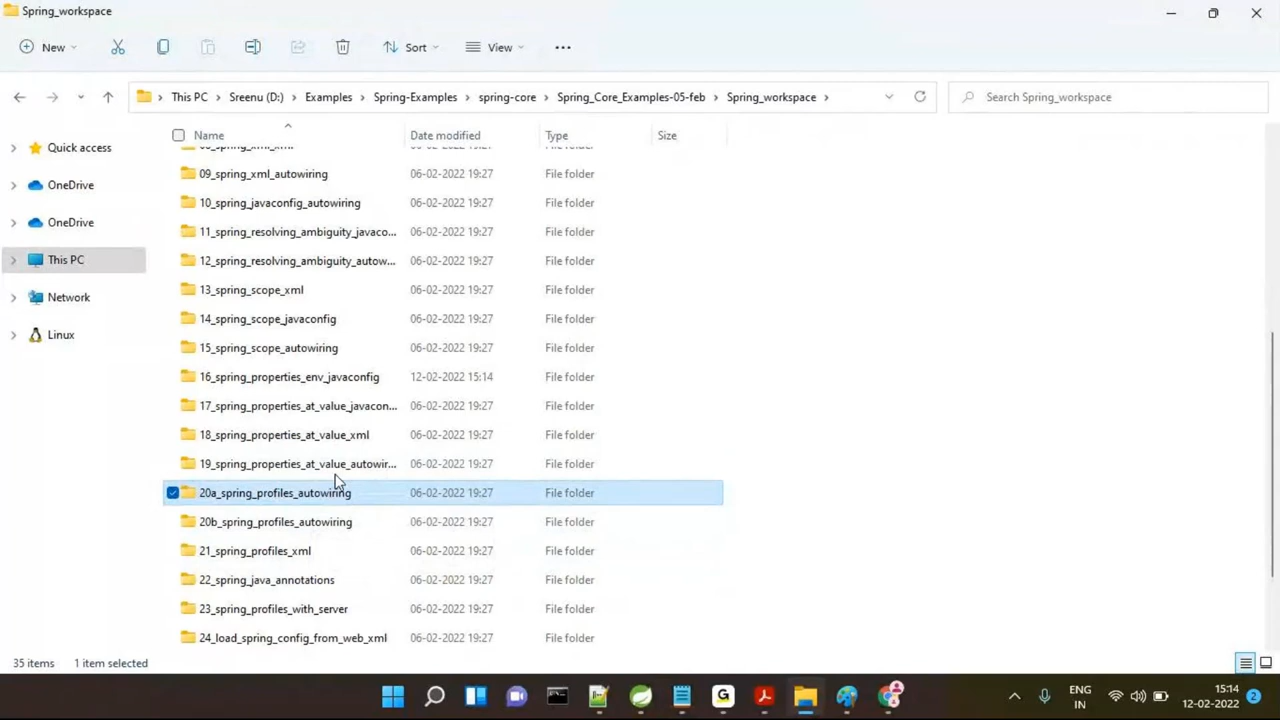 Spring_workspace
New
Sort
View
This PC
Sreenu (D:)
Examples
Spring-Examples
spring-core
Spring_Core_Examples-05-feb
Spring_workspace
Search Spring_workspace
Name
Date modified
Type
Size
Quick access
OneDrive
OneDrive
This PC
Network
Linux
06-02-2022 19:27 File folder
09_spring_xml_autowiring 06-02-2022 19:27 File folder
10_spring_javaconfig_autowiring 06-02-2022 19:27 File folder
11_spring_resolving_ambiguity_javaco... 06-02-2022 19:27 File folder
12_spring_resolving_ambiguity_autow... 06-02-2022 19:27 File folder
13_spring_scope_xml 06-02-2022 19:27 File folder
14_spring_scope_javaconfig 06-02-2022 19:27 File folder
15_spring_scope_autowiring 06-02-2022 19:27 File folder
16_spring_properties_env_javaconfig 12-02-2022 15:14 File folder
17_spring_properties_at_value_javacon... 06-02-2022 19:27 File folder
18_spring_properties_at_value_xml 06-02-2022 19:27 File folder
19_spring_properties_at_value_autowir... 06-02-2022 19:27 File folder
20a_spring_profiles_autowiring 06-02-2022 19:27 File folder
20b_spring_profiles_autowiring 06-02-2022 19:27 File folder
21_spring_profiles_xml 06-02-2022 19:27 File folder
22_spring_java_annotations 06-02-2022 19:27 File folder
23_spring_profiles_with_server 06-02-2022 19:27 File folder
24_load_spring_config_from_web_xml 06-02-2022 19:27 File folder
35 items 1 item selected
ENG
IN
15:14
12-02-2022
2